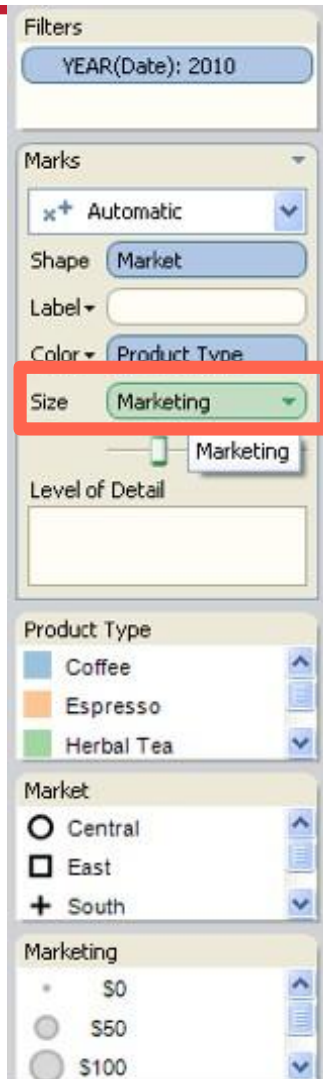 Filters
YEAR(Date): 2010
Marks
Automatic
Shape Market
Label
Color Product Type
Size Marketing
Marketing
Level of Detail
Product Type
Coffee
Espresso
Herbal Tea
Market
Central
East
South
Marketing
$0
$50
$100